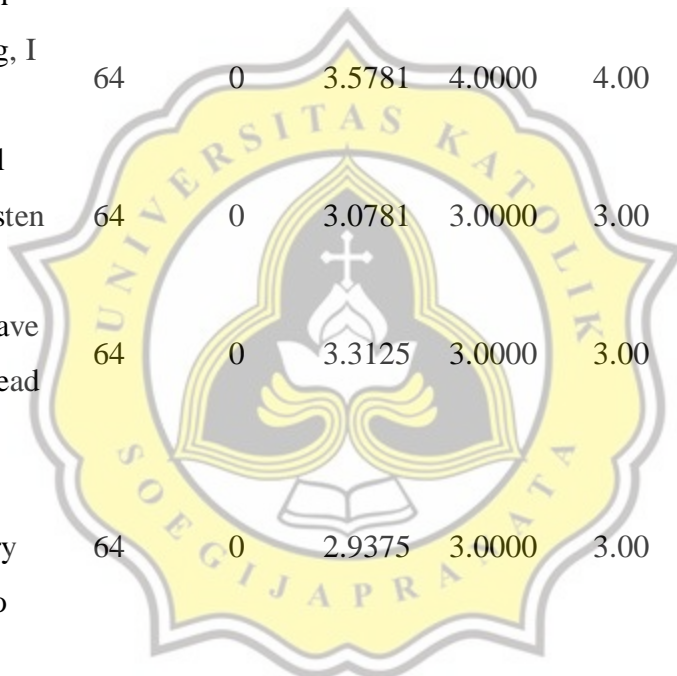 g, I
64 0 3.5781 4.0000 4.00
sten 64 0 3.0781 3.0000 3.00
ave
64 0 3.3125 3.0000 3.00
ead
ry 64 0 2.9375 3.0000 3.00
UNIVERSITAS KATOLIK
SOEGIJAPRANATA